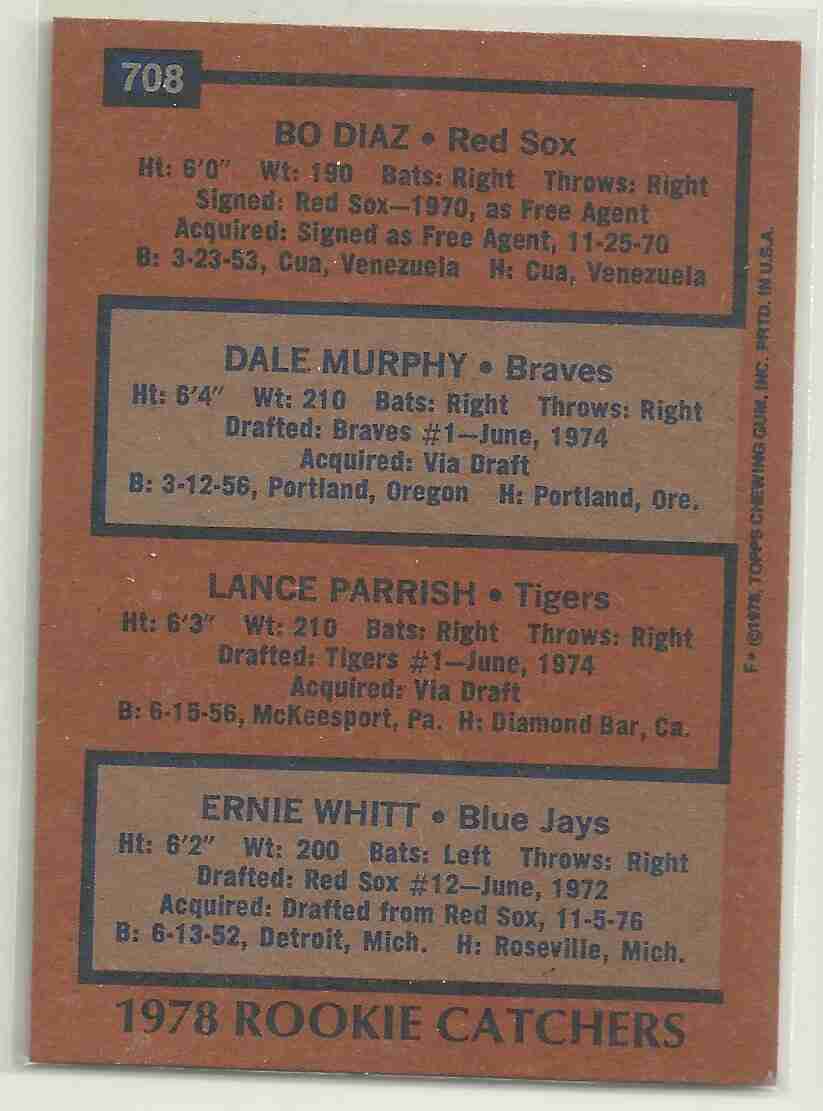 708
BO DIAZ • Red Sox
Ht: 6'0" Wt: 190 Bats: Right Throws: Right
Signed: Red Sox—1970, as Free Agent
Acquired: Signed as Free Agent, 11-25-70
B: 3-23-53, Cua, Venezuela H: Cua, Venezuela
DALE MURPHY • Braves
Ht: 6'4" Wt: 210 Bats: Right Throws: Right
Drafted: Braves #1—June, 1974
Acquired: Via Draft
B: 3-12-56, Portland, Oregon H: Portland, Ore.
LANCE PARRISH • Tigers
Ht: 6'3" Wt: 210 Bats: Right Throws: Right
Drafted: Tigers #1—June, 1974
Acquired: Via Draft
B: 6-15-56, McKeesport, Pa. H: Diamond Bar, Ca.
ERNIE WHITT • Blue Jays
Ht: 6'2" Wt: 200 Bats: Left Throws: Right
Drafted: Red Sox #12—June, 1972
Acquired: Drafted from Red Sox, 11-5-76
B: 6-13-52, Detroit, Mich. H: Roseville, Mich.
1978 ROOKIE CATCHERS
F* ©1978, TOPPS CHEWING GUM, INC. PRTD. IN U.S.A.